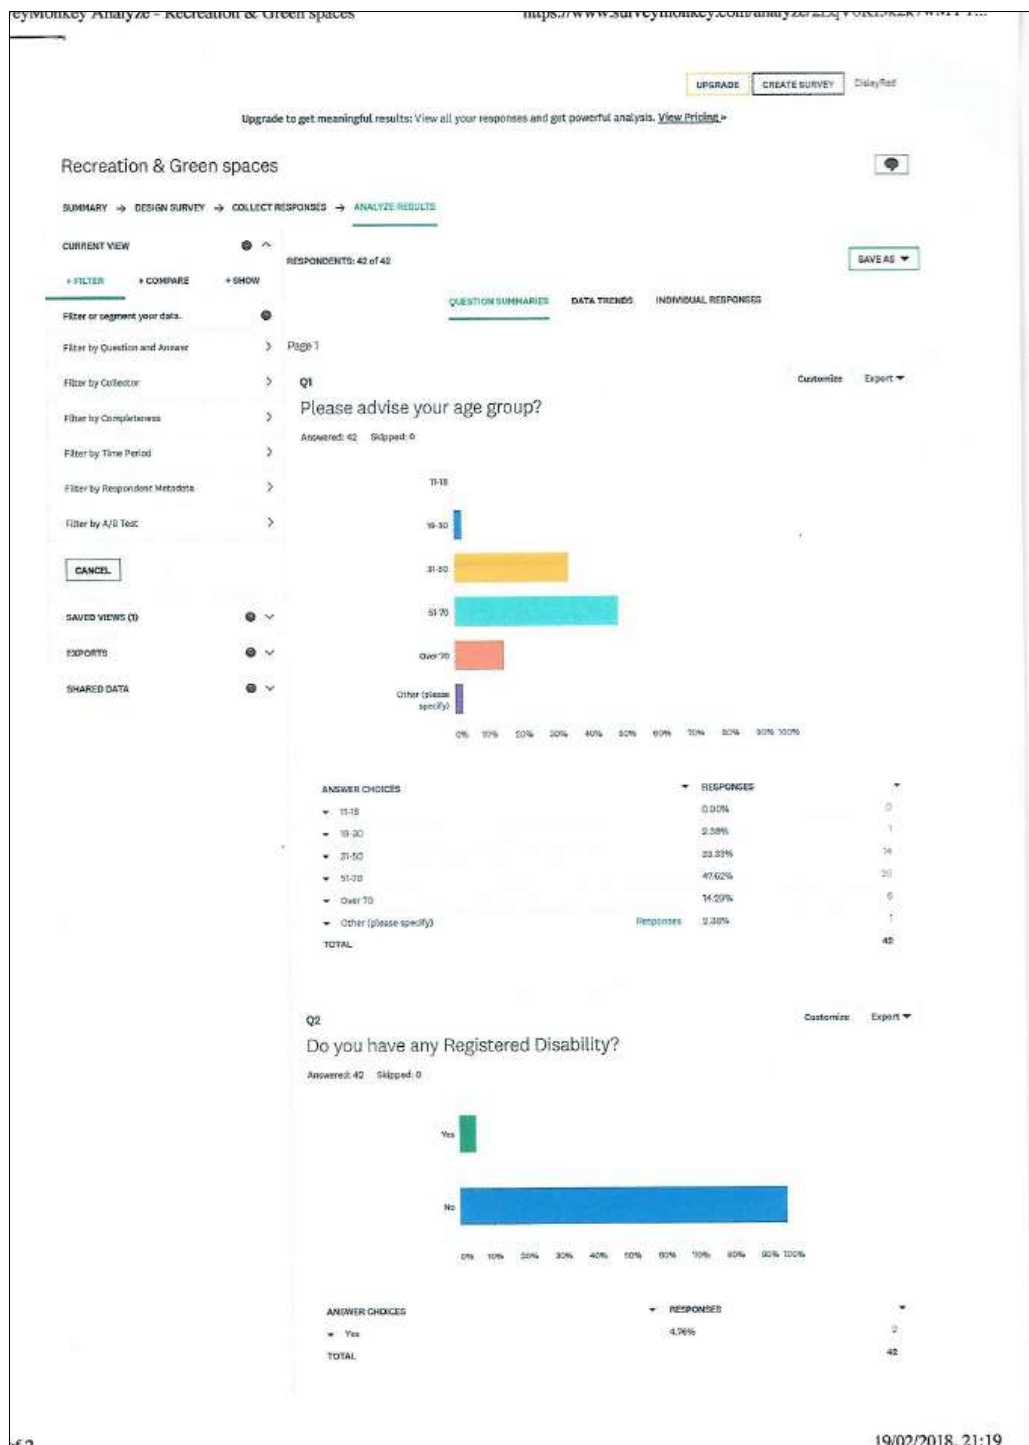 eyMonkey Analyze - Recreation & Green spaces
UPGRADE CREATE SURVEY DisleyRed
Upgrade to get meaningful results: View all your responses and get powerful analysis. View Pricing »
Recreation & Green spaces
SUMMARY → DESIGN SURVEY → COLLECT RESPONSES → ANALYZE RESULTS
CURRENT VIEW
+ FILTER + COMPARE + SHOW
Filter or segment your data.
Filter by Question and Answer
Filter by Collector
Filter by Completeness
Filter by Time Period
Filter by Respondent Metadata
Filter by A/B Test
CANCEL
SAVED VIEWS (1)
EXPORTS
SHARED DATA
RESPONDENTS: 42 of 42
SAVE AS
QUESTION SUMMARIES DATA TRENDS INDIVIDUAL RESPONSES
Page 1
Q1
Customize Export
Please advise your age group?
Answered: 42 Skipped: 0
11-18
19-30
31-50
51-70
Over 70
Other (please
specify)
0% 10% 20% 30% 40% 50% 60% 70% 80% 90% 100%
ANSWER CHOICES RESPONSES
11-18 0.00% 0
19-30 2.38% 1
31-50 33.33% 14
51-70 47.62% 20
Over 70 14.29% 6
Other (please specify) Responses 2.38% 1
TOTAL 42
Q2
Customize Export
Do you have any Registered Disability?
Answered: 42 Skipped: 0
Yes
No
0% 10% 20% 30% 40% 50% 60% 70% 80% 90% 100%
ANSWER CHOICES RESPONSES
Yes 4.76% 2
TOTAL 42
19/02/2018, 21:19